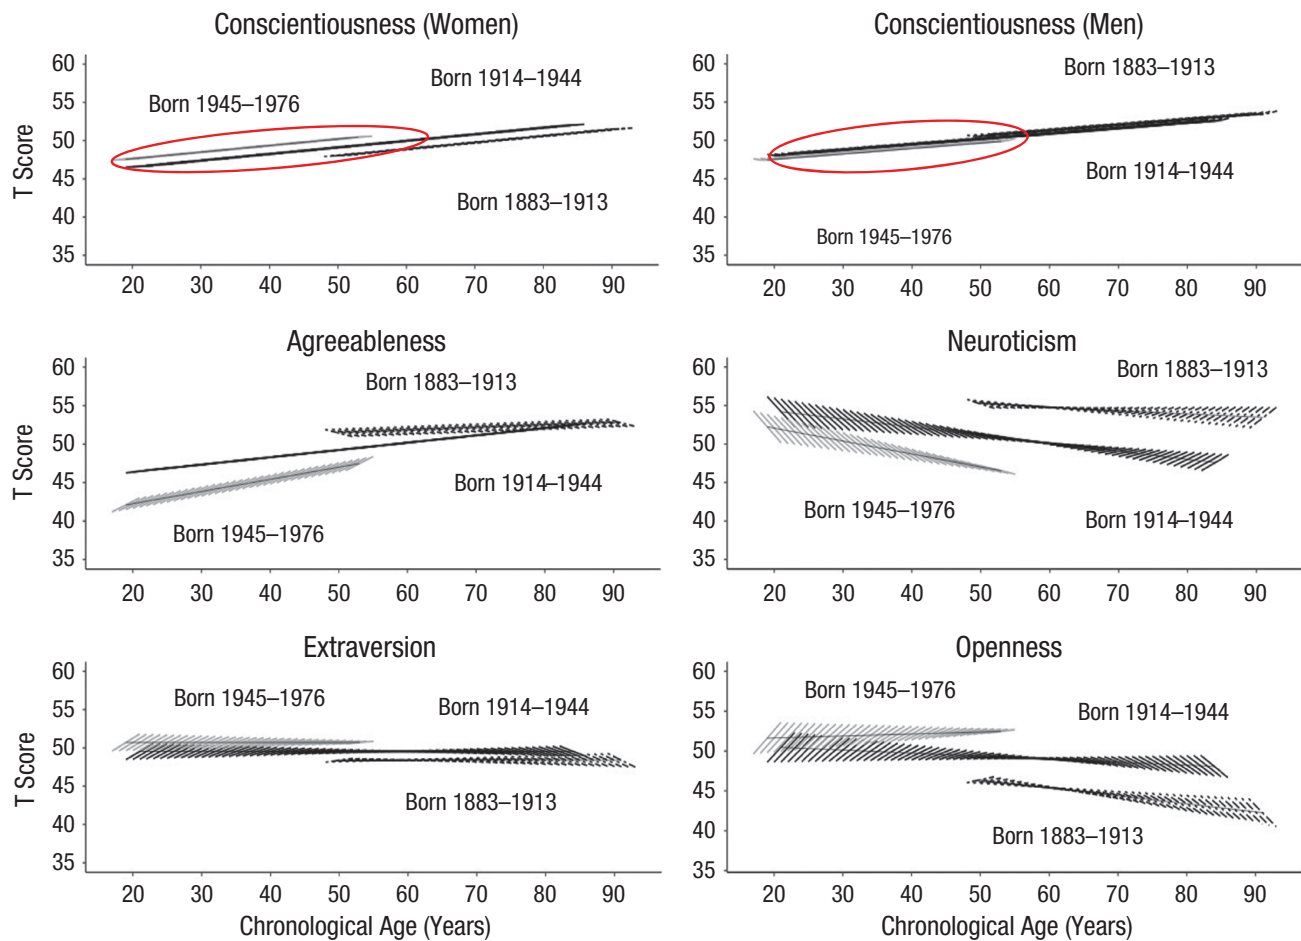 Conscientiousness (Women)
Conscientiousness (Men)
60
55
50
45
40
35
T Score
Born 1945–1976
Born 1914–1944
Born 1883–1913
20 30 40 50 60 70 80 90
60
55
50
45
40
35
T Score
Born 1883–1913
Born 1914–1944
Born 1945–1976
20 30 40 50 60 70 80 90
Agreeableness
Neuroticism
60
55
50
45
40
35
T Score
Born 1883–1913
Born 1914–1944
Born 1945–1976
20 30 40 50 60 70 80 90
60
55
50
45
40
35
T Score
Born 1883–1913
Born 1945–1976
Born 1914–1944
20 30 40 50 60 70 80 90
Extraversion
Openness
60
55
50
45
40
35
T Score
Born 1945–1976
Born 1914–1944
Born 1883–1913
20 30 40 50 60 70 80 90
Chronological Age (Years)
60
55
50
45
40
35
T Score
Born 1945–1976
Born 1914–1944
Born 1883–1913
20 30 40 50 60 70 80 90
Chronological Age (Years)